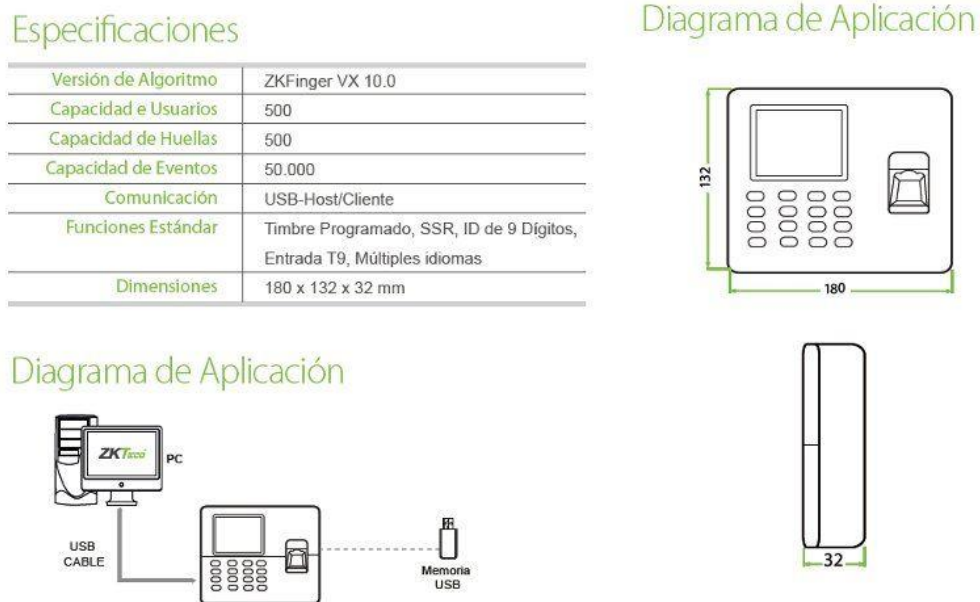 Especificaciones
Versión de Algoritmo ZKFinger VX 10.0
Capacidad e Usuarios 500
Capacidad de Huellas 500
Capacidad de Eventos 50.000
Comunicación USB-Host/Cliente
Funciones Estándar Timbre Programado, SSR, ID de 9 Dígitos,
Entrada T9, Múltiples idiomas
Dimensiones 180 x 132 x 32 mm
Diagrama de Aplicación
132
180
32
Diagrama de Aplicación
ZKTeco
PC
USB
CABLE
Memoria
USB